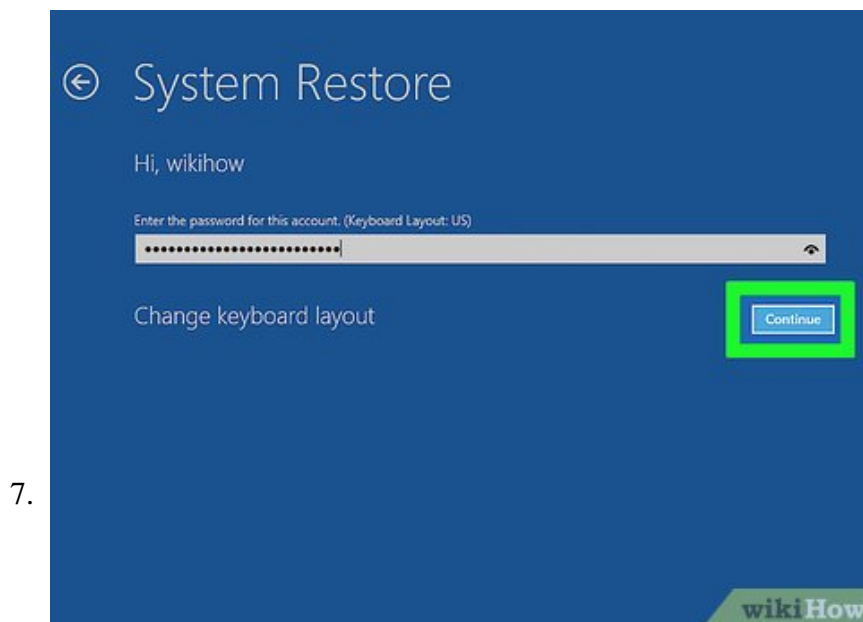 System Restore
Hi, wikihow
Enter the password for this account. (Keyboard Layout: US)
•••••••••••••••••••••••••
Change keyboard layout
Continue
7.
wikiHow